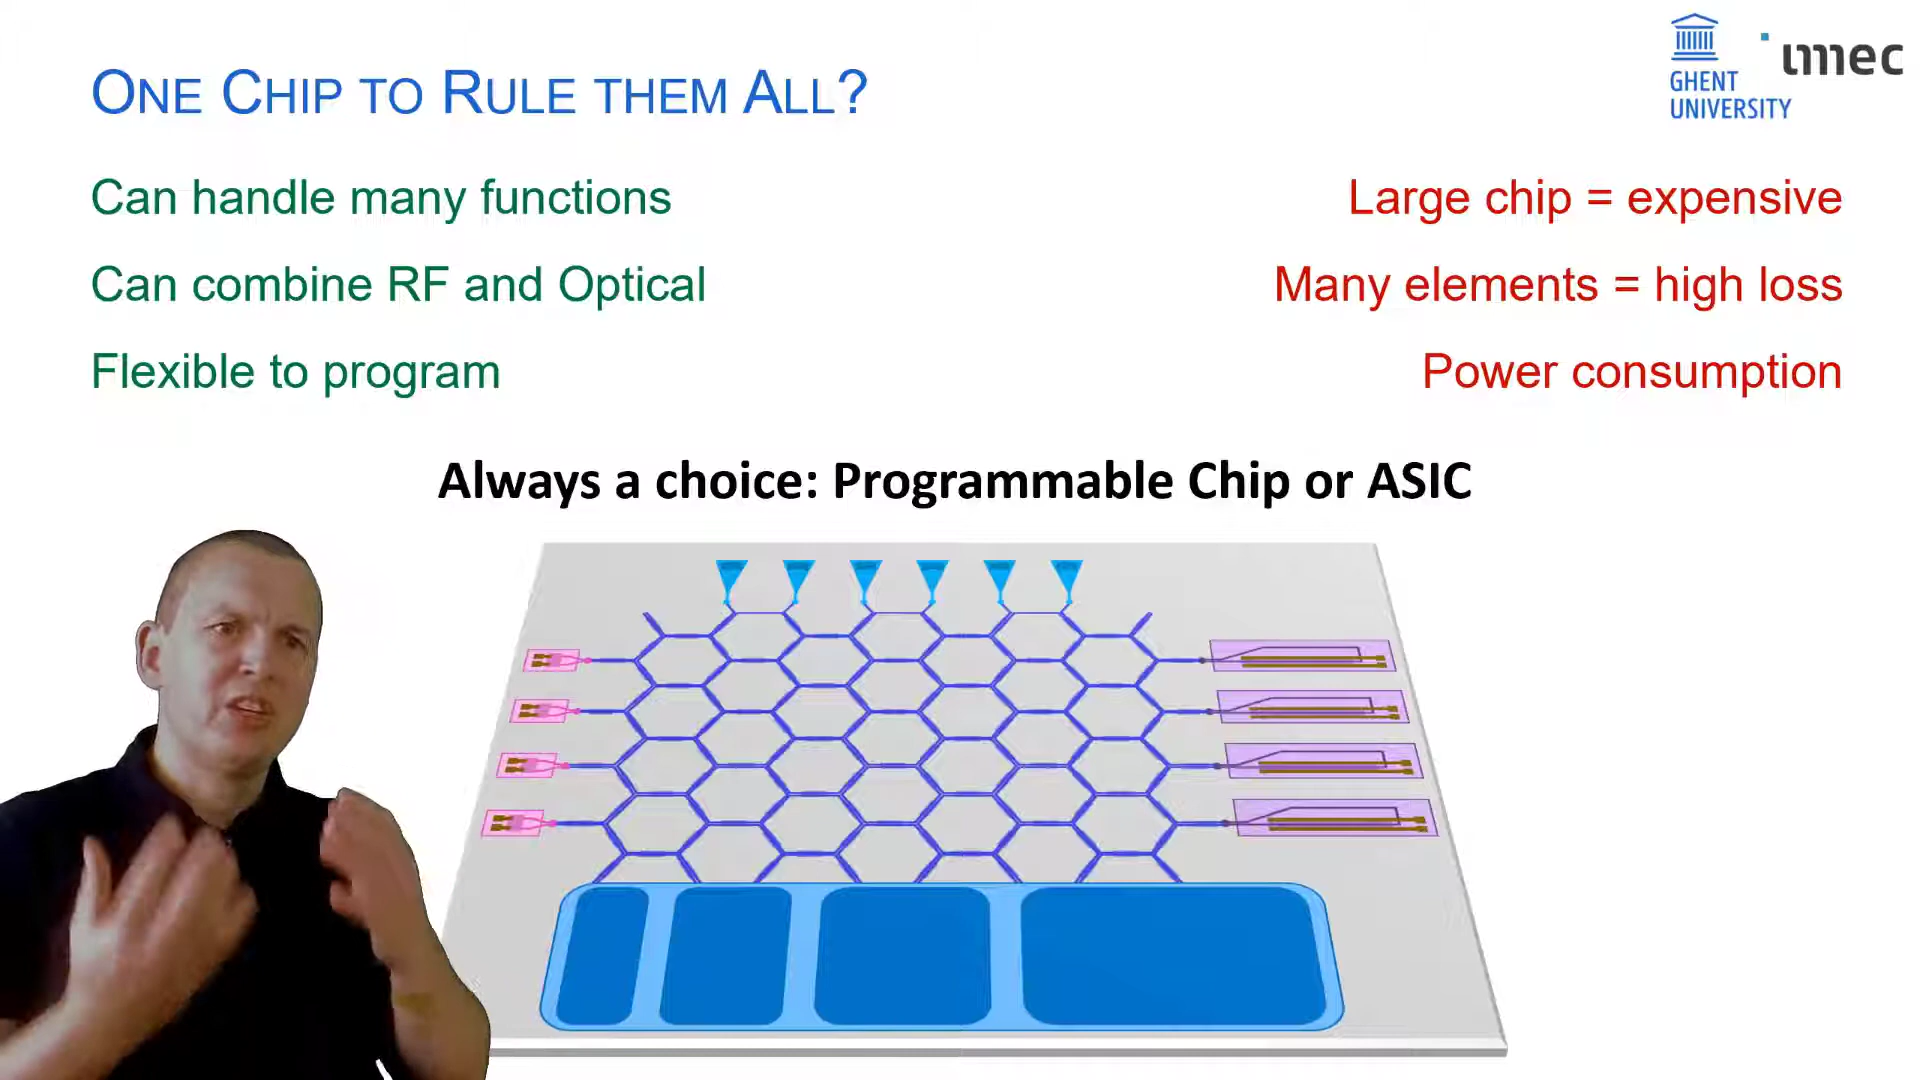 ONE CHIP TO RULE THEM ALL?
GHENT
UNIVERSITY
imec
Can handle many functions
Large chip = expensive
Can combine RF and Optical
Many elements = high loss
Flexible to program
Power consumption
Always a choice: Programmable Chip or ASIC